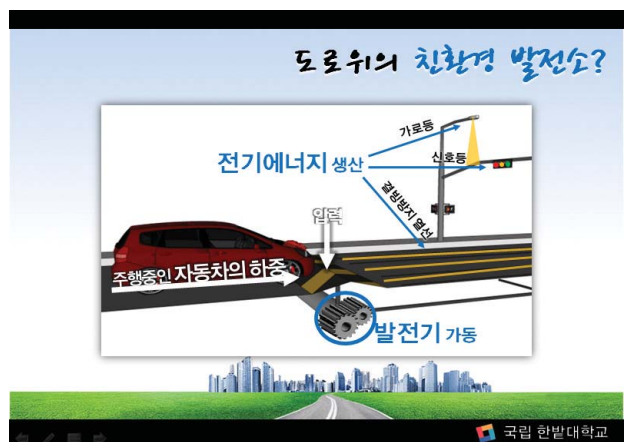 도로위의 친환경 발전소?
가로등
전기에너지 생산
신호등
결빙방지 열선
압력
주행중인 자동차의 하중
발전기 가동
국립 한밭대학교